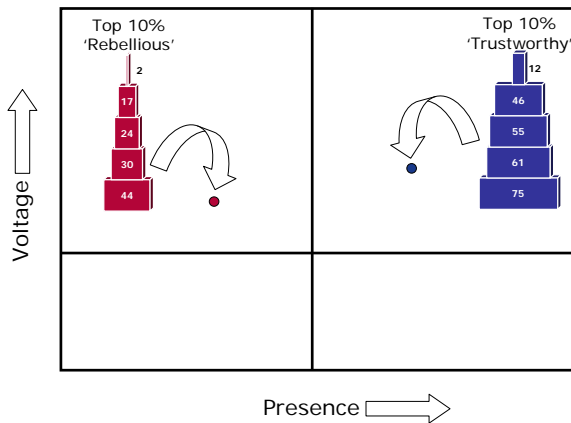 Top 10%
‘Rebellious’
2
17
24
30
44
Top 10%
‘Trustworthy‘
12
46
55
61
75
Voltage
Presence